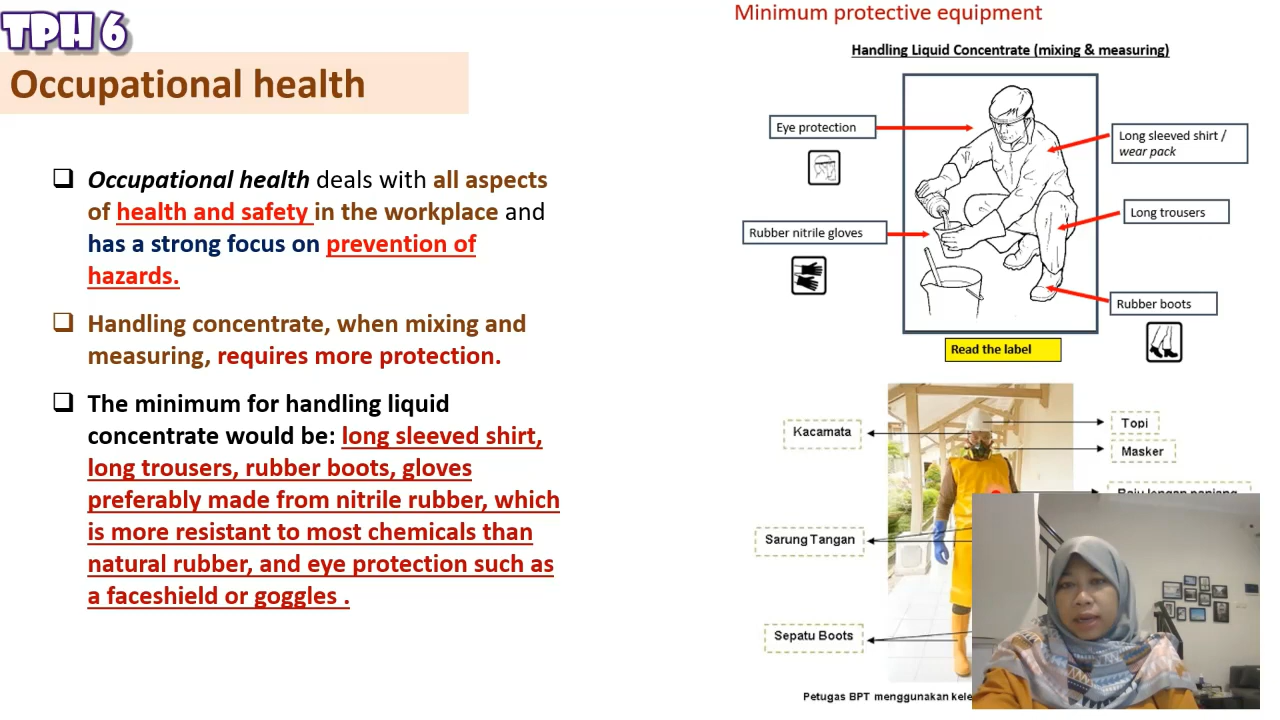 TPH 6
Occupational health
Occupational health deals with all aspects
of health and safety in the workplace and
has a strong focus on prevention of
hazards.
Handling concentrate, when mixing and
measuring, requires more protection.
The minimum for handling liquid
concentrate would be: long sleeved shirt,
long trousers, rubber boots, gloves
preferably made from nitrile rubber, which
is more resistant to most chemicals than
natural rubber, and eye protection such as
a faceshield or goggles .
Minimum protective equipment
Handling Liquid Concentrate (mixing & measuring)
Eye protection
Long sleeved shirt /
wear pack
Long trousers
Rubber nitrile gloves
Rubber boots
Read the label
Kacamata
Topi
Masker
Baju lengan panjang
Sarung Tangan
Sepatu Boots
Petugas BPT menggunakan